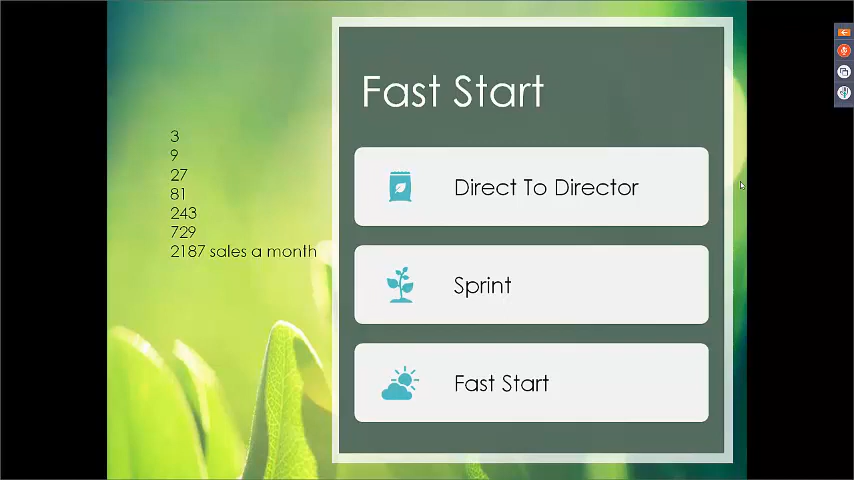 3
9
27
81
243
729
2187 sales a month
Fast Start
Direct To Director
Sprint
Fast Start